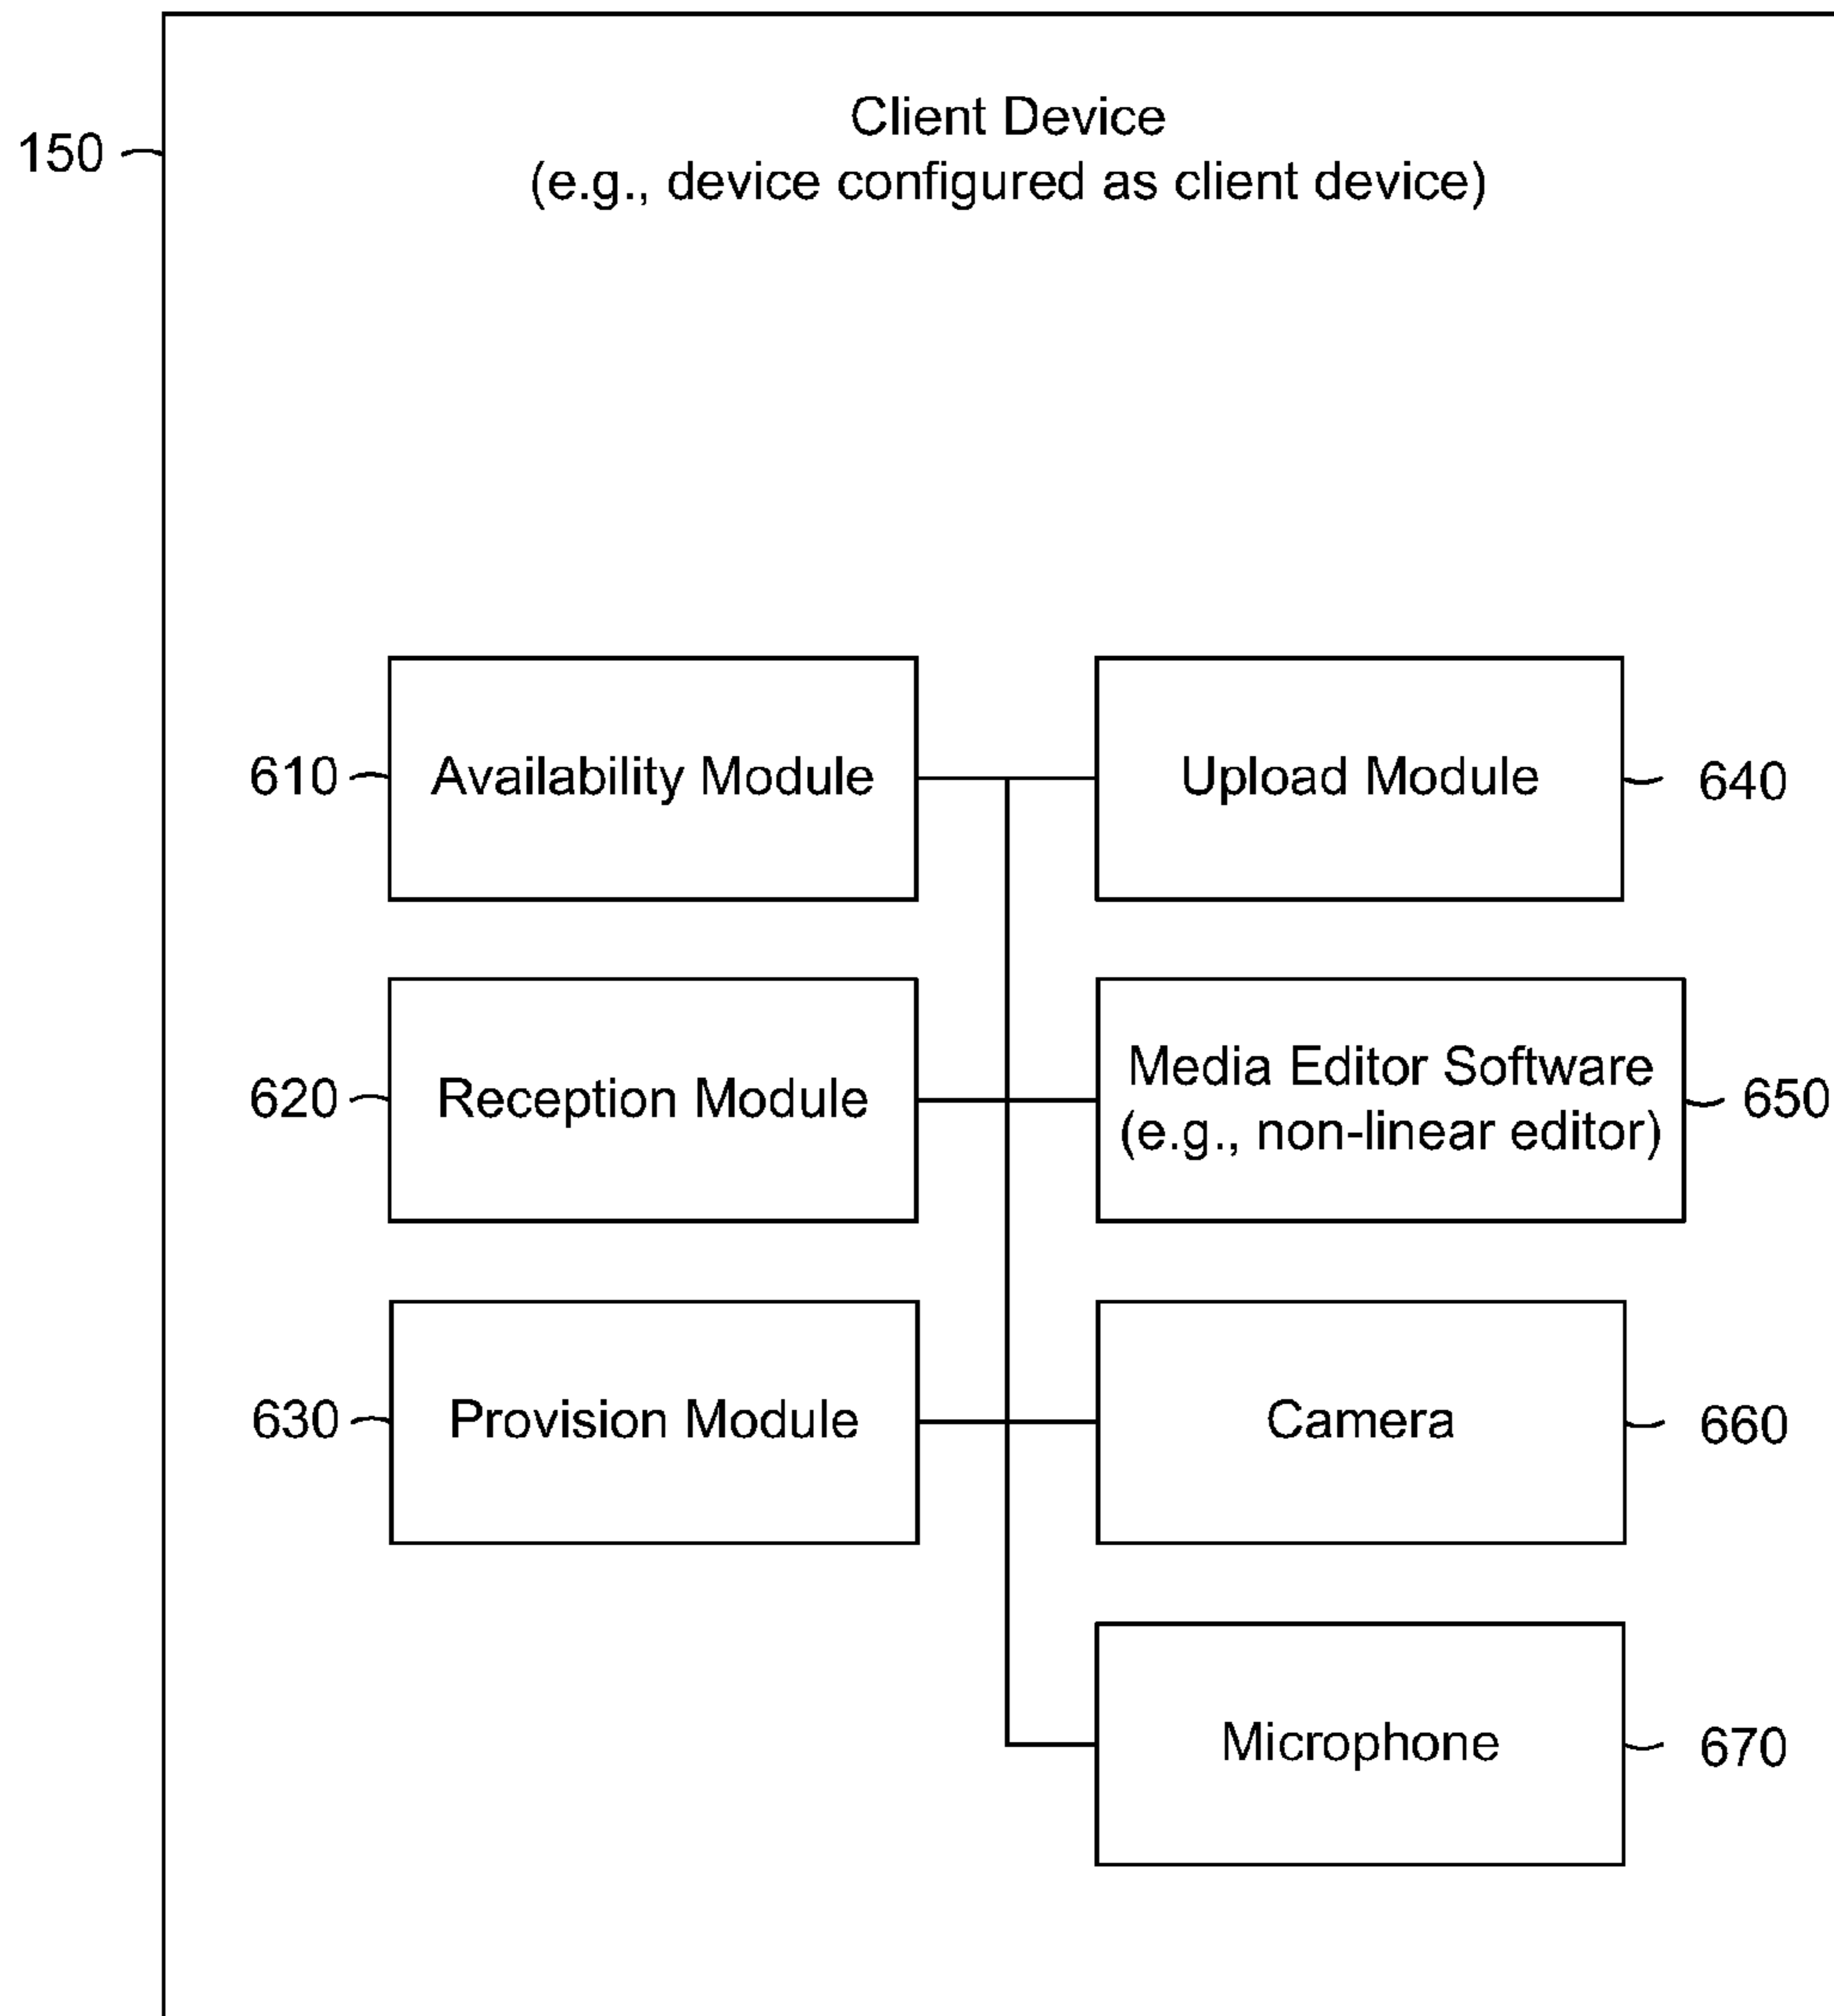 Client Device
(e.g., device configured as client device)
150
610
Availability Module
Upload Module
640
620
Reception Module
Media Editor Software
(e.g., non-linear editor)
650
630
Provision Module
Camera
660
Microphone
670